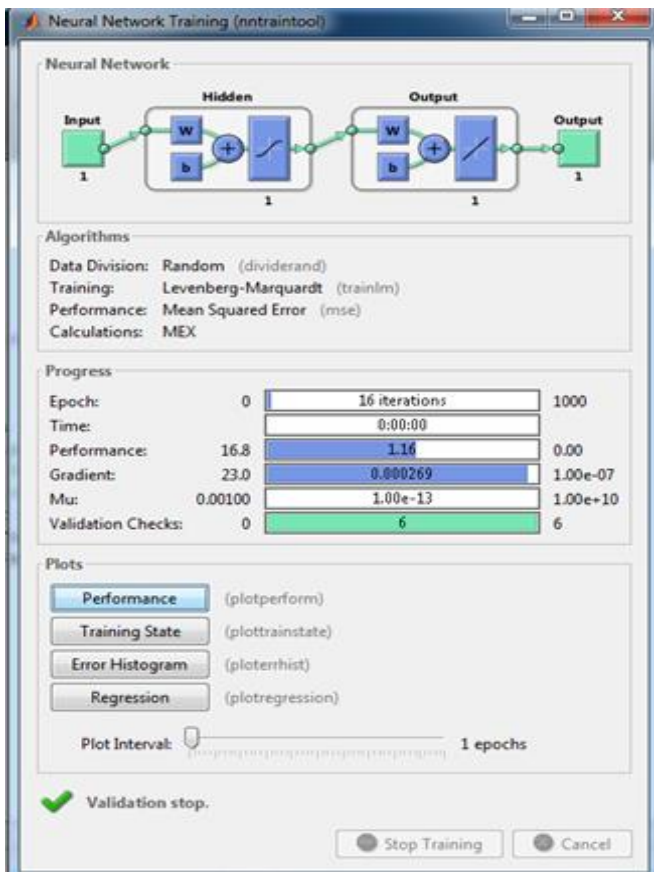 Neural Network Training (nntraintool)
Neural Network
Hidden Output
Input Output
W W
+ +
b b
1 1
1 1
Algorithms
Data Division: Random (dividerand)
Training: Levenberg-Marquardt (trainlm)
Performance: Mean Squared Error (mse)
Calculations: MEX
Progress
Epoch: 0 16 iterations 1000
Time: 0:00:00
Performance: 16.8 1.16 0.00
Gradient: 23.0 0.000269 1.00e-07
Mu: 0.00100 1.00e-13 1.00e+10
Validation Checks: 0 6 6
Plots
Performance (plotperform)
Training State (plottrainstate)
Error Histogram (ploterrhist)
Regression (plotregression)
Plot Interval: 1 epochs
Validation stop.
Stop Training Cancel